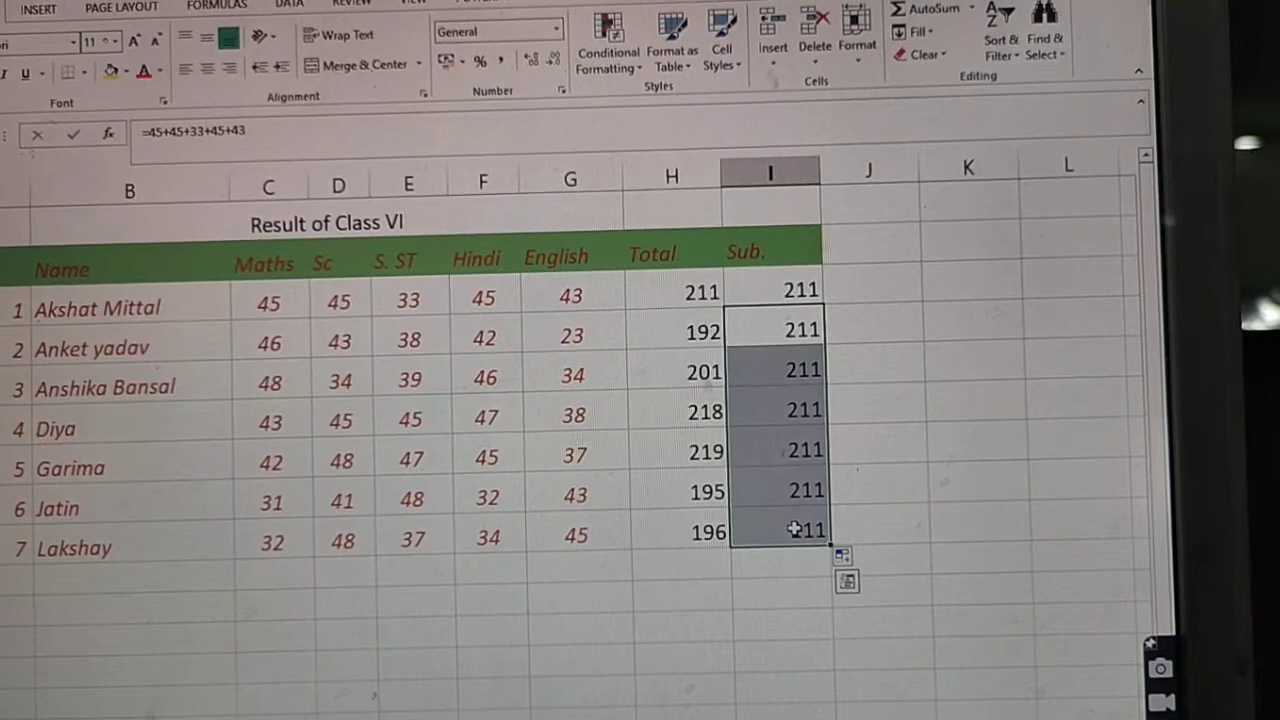 INSERT PAGE LAYOUT FORMULAS DATA REVIEW
11 Wrap Text General AutoSum
Fill
Clear
Merge & Center
Conditional Formatting Format as Table Cell Styles Insert Delete Format Sort & Filter Find & Select
Font Alignment Number Styles Cells Editing
=45+45+33+45+43
B C D E F G H I J K L
Result of Class VI
Name Maths Sc S. ST Hindi English Total Sub.
1 Akshat Mittal 45 45 33 45 43 211 211
2 Anket yadav 46 43 38 42 23 192 211
3 Anshika Bansal 48 34 39 46 34 201 211
4 Diya 43 45 45 47 38 218 211
5 Garima 42 48 47 45 37 219 211
6 Jatin 31 41 48 32 43 195 211
7 Lakshay 32 48 37 34 45 196 211